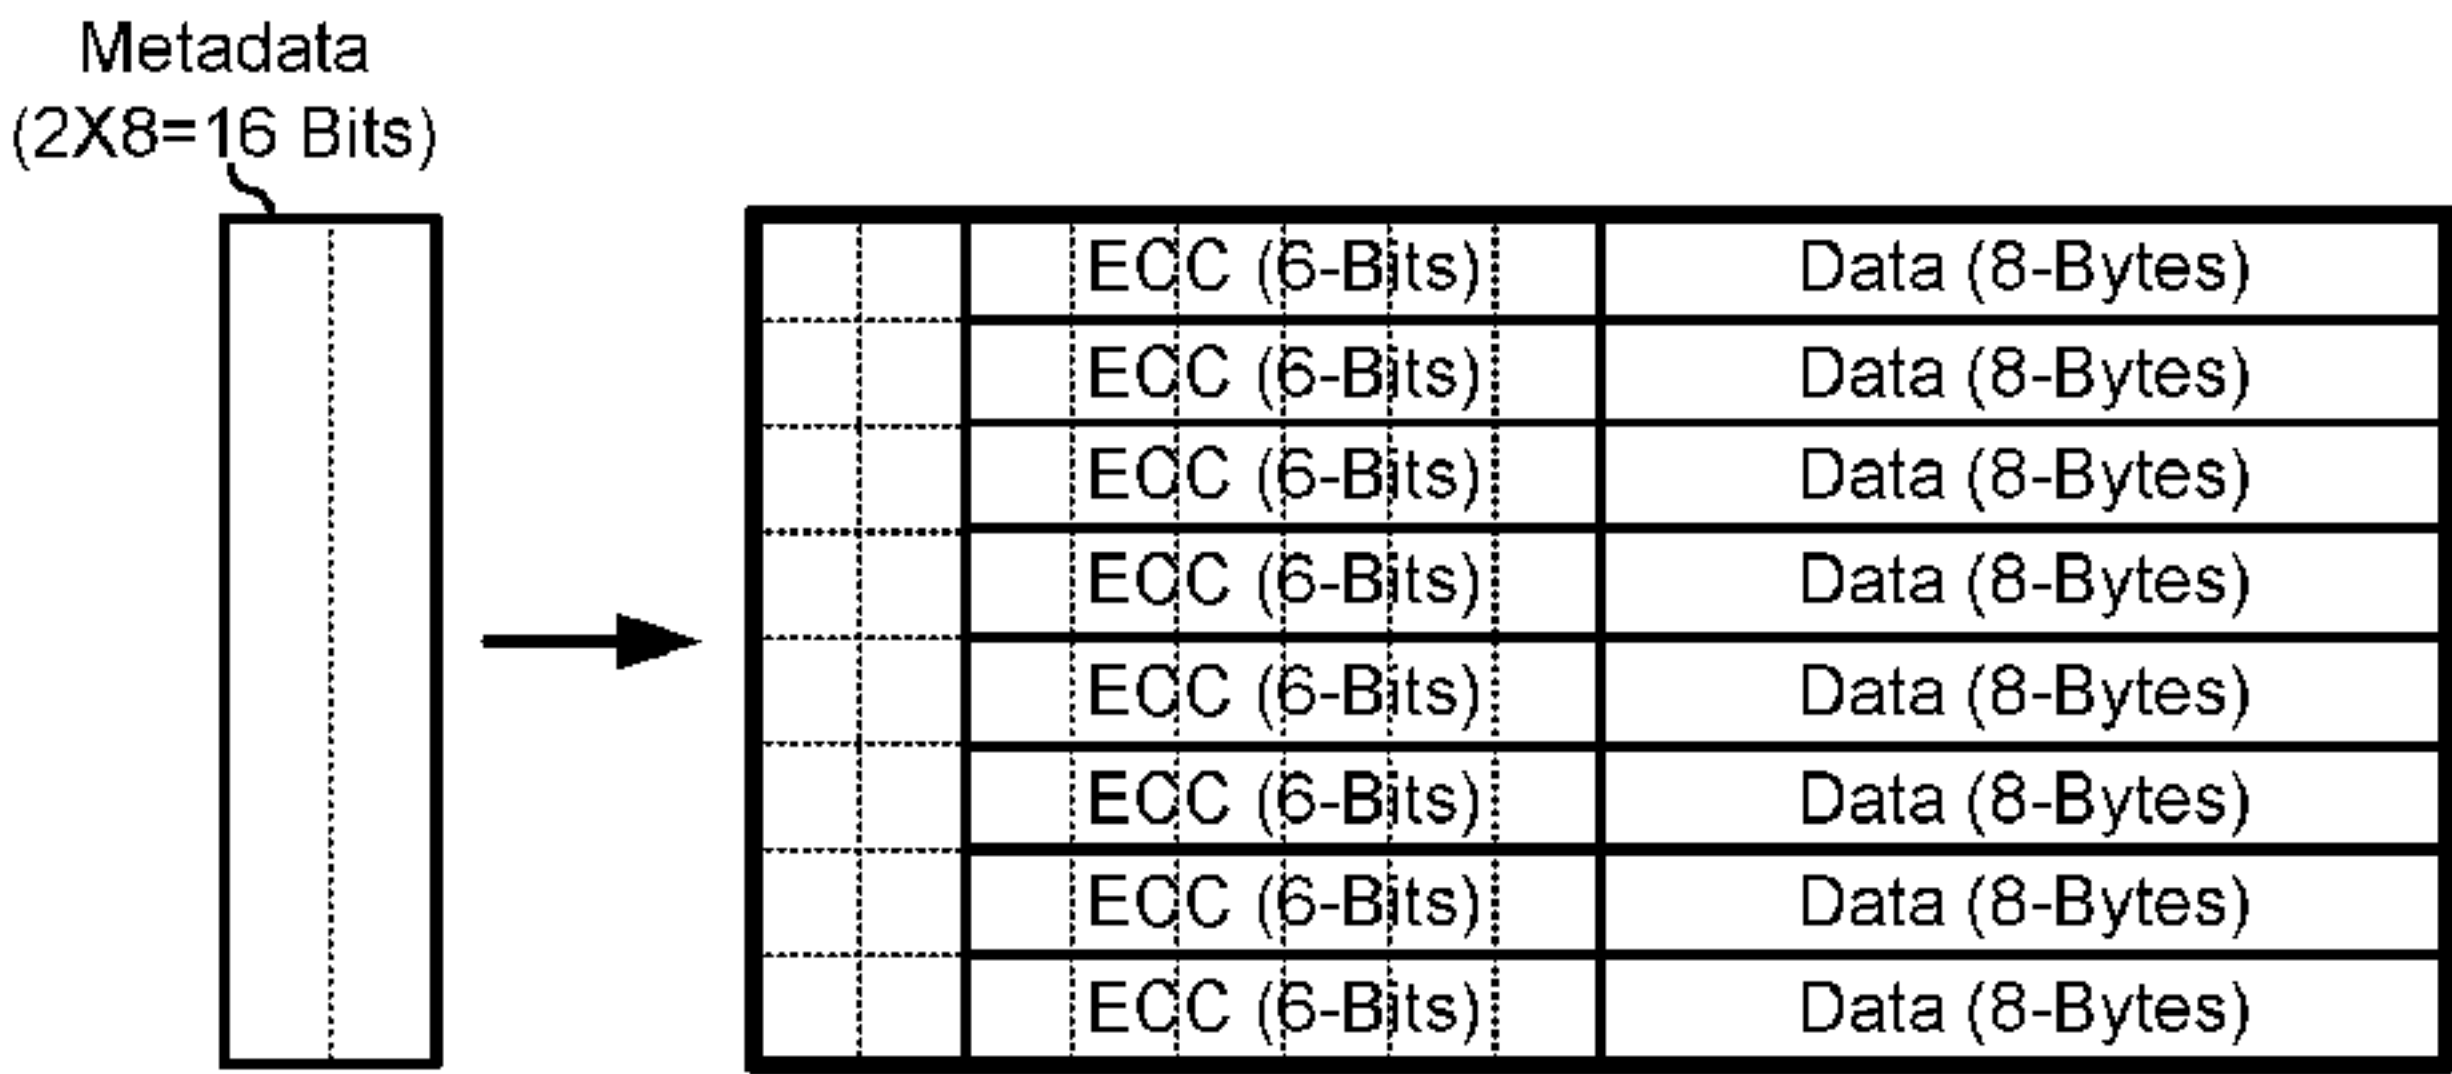 Metadata
(2X8=16 Bits)
ECC (6-Bits) Data (8-Bytes)
ECC (6-Bits) Data (8-Bytes)
ECC (6-Bits) Data (8-Bytes)
ECC (6-Bits) Data (8-Bytes)
ECC (6-Bits) Data (8-Bytes)
ECC (6-Bits) Data (8-Bytes)
ECC (6-Bits) Data (8-Bytes)
ECC (6-Bits) Data (8-Bytes)